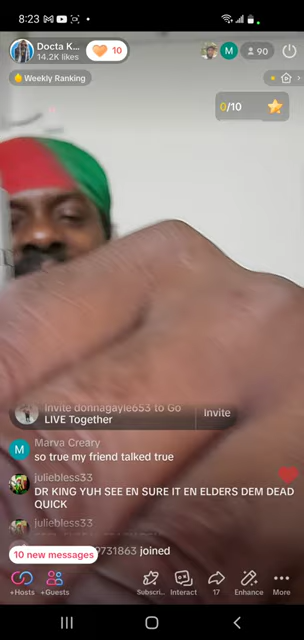 8:23
Docta K...
14.2K likes
10
M
90
Weekly Ranking
0/10
Invite donnagayle653 to Go
LIVE Together
Invite
M
Marva Creary
so true my friend talked true
juliebless33
DR KING YUH SEE EN SURE IT EN ELDERS DEM DEAD
QUICK
juliebless33
10 new messages
9731863 joined
+Hosts
+Guests
Subscri...
Interact
17
Enhance
More